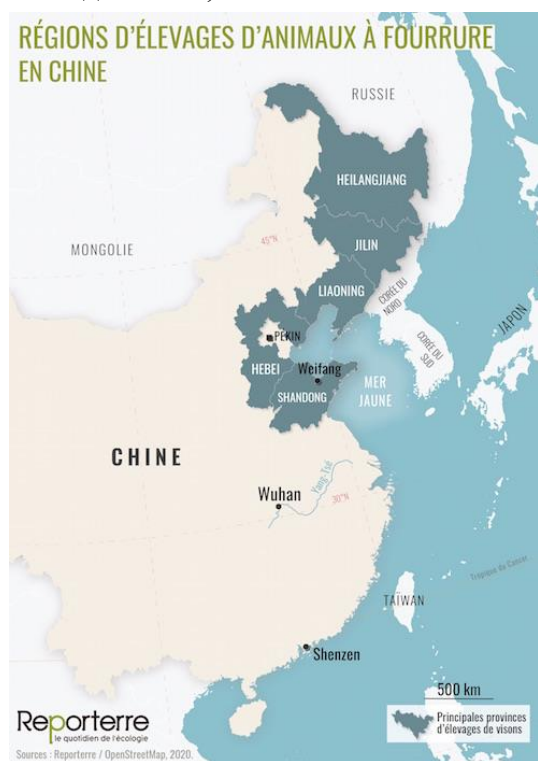 RÉGIONS D'ÉLEVAGES D'ANIMAUX À FOURRURE
EN CHINE
RUSSIE
HEILANGJIANG
MONGOLIE
45°N
JILIN
LIAONING
CORÉE DU
NORD
JAPON
PÉKIN
CORÉE DU
SUD
HEBEI
Weifang
MER
JAUNE
SHANDONG
CHINE
Yang-Tsé
Wuhan
30°N
Tropique du Cancer
TAÏWAN
Shenzen
500 km
Principales provinces
d'élevages de visons
Reporterre
le quotidien de l'écologie
Sources : Reporterre / OpenStreetMap, 2020.